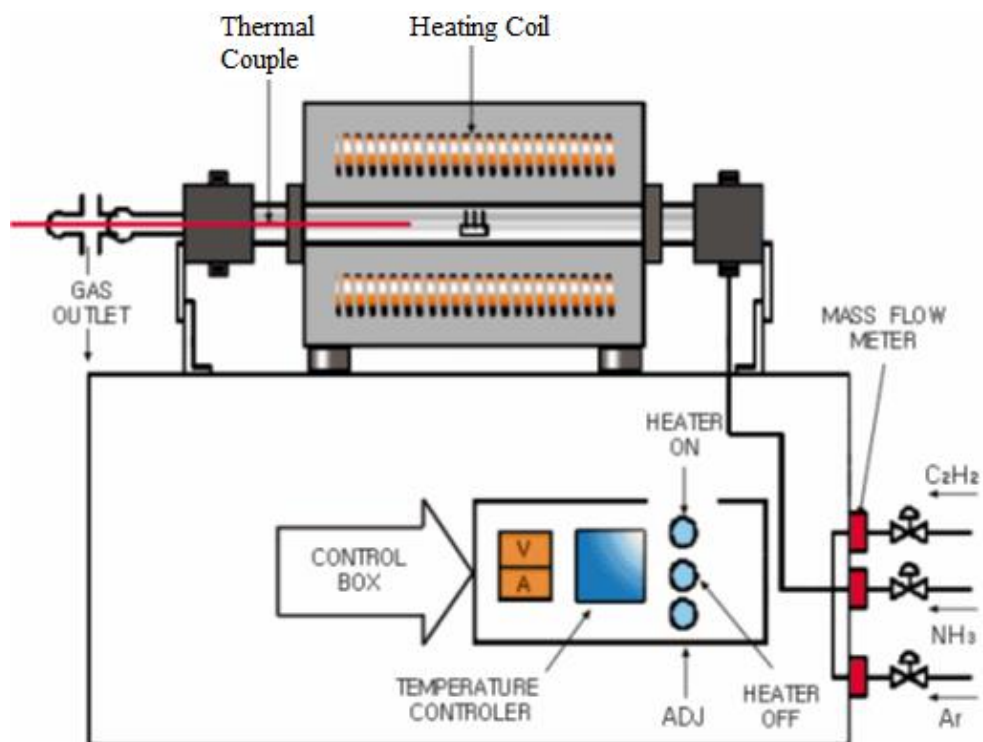 Thermal
Couple
Heating Coil
GAS
OUTLET
MASS FLOW
METER
HEATER
ON
C₂H₂
CONTROL
BOX
V
A
NH₃
TEMPERATURE
CONTROLER
ADJ
HEATER
OFF
Ar